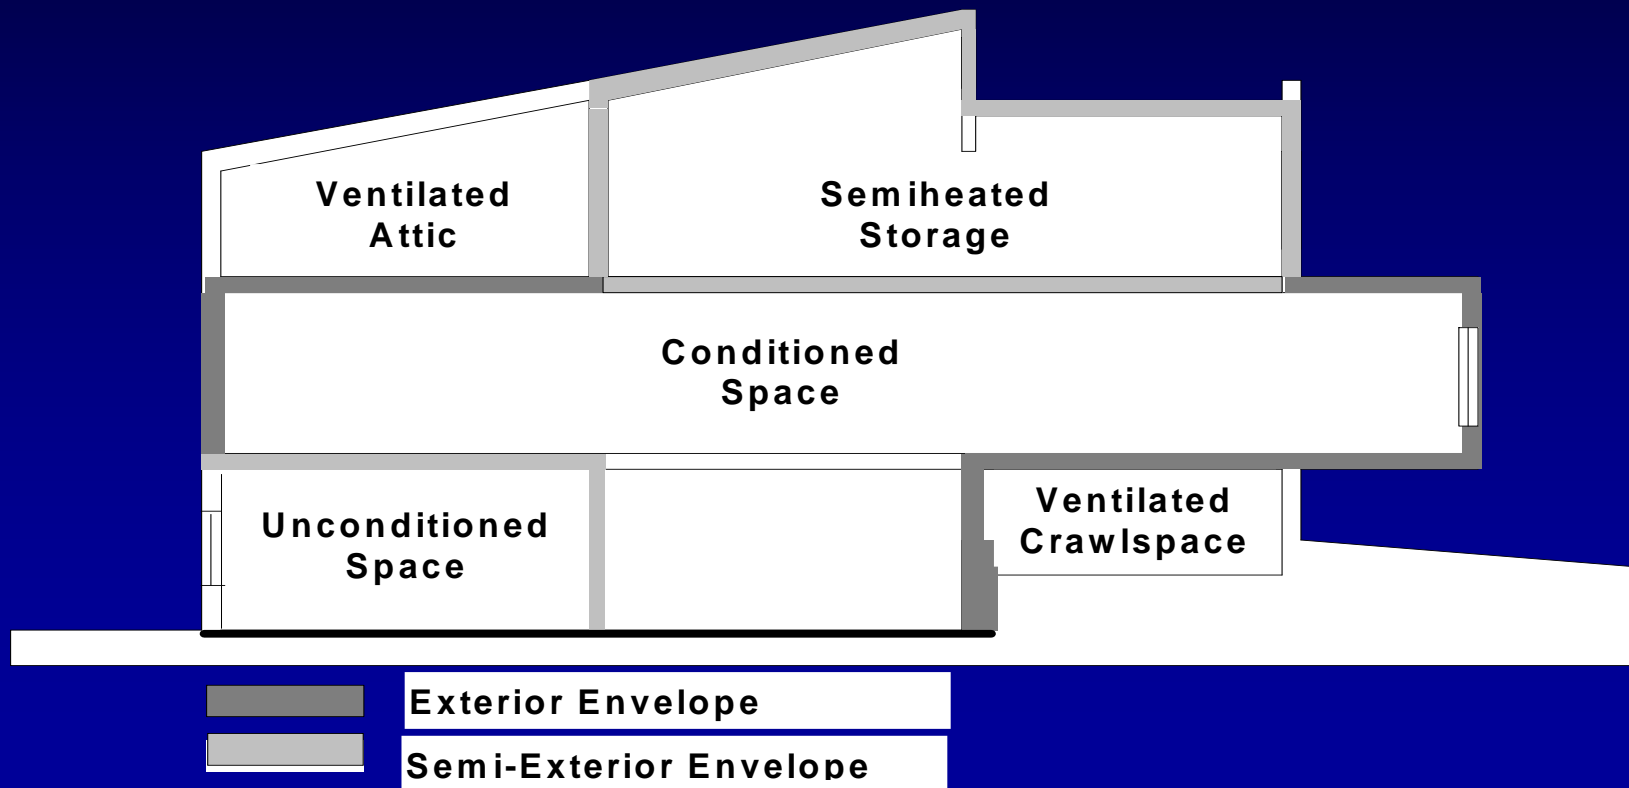 Ventilated
Attic
Semiheated
Storage
Conditioned
Space
Unconditioned
Space
Ventilated
Crawlspace
Exterior Envelope
Semi-Exterior Envelope